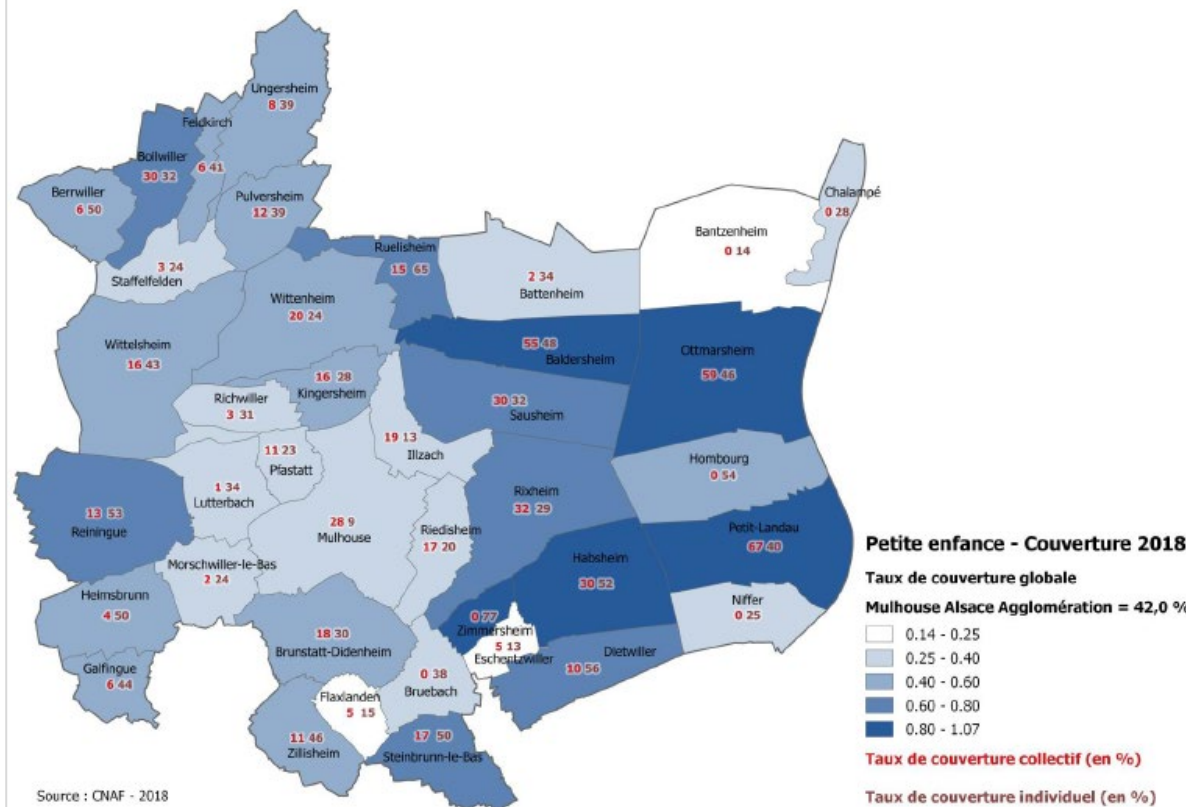 Ungersheim
8 39
Feldkirch
6 41
Bollwiller
30 32
Berrwiller
6 50
Pulversheim
12 39
Staffelfelden
3 24
Chalampé
0 28
Bantzenheim
0 14
Ruelisheim
15 65
Battenheim
2 34
Wittenheim
20 24
Wittelsheim
16 43
Baldersheim
55 48
Ottmarsheim
59 46
Kingersheim
16 28
Richwiller
3 31
Sausheim
30 32
Illzach
19 13
Pfastatt
11 23
Lutterbach
1 34
Hombourg
0 54
Reiningue
13 53
Mulhouse
28 9
Riedisheim
17 20
Rixheim
32 29
Petit-Landau
67 40
Habsheim
30 52
Morschwiller-le-Bas
2 24
Heimsbrunn
4 50
Niffer
0 25
Zimmersheim
0 77
Eschentzwiller
5 13
Dietwiller
10 56
Brunstatt-Didenheim
18 30
Galfingue
6 44
Bruebach
0 38
Flaxlanden
5 15
Zillisheim
11 46
Steinbrunn-le-Bas
17 50
Petite enfance - Couverture 2018
Taux de couverture globale
Mulhouse Alsace Agglomération = 42,0 %
0.14 - 0.25
0.25 - 0.40
0.40 - 0.60
0.60 - 0.80
0.80 - 1.07
Taux de couverture collectif (en %)
Taux de couverture individuel (en %)
Source : CNAF - 2018